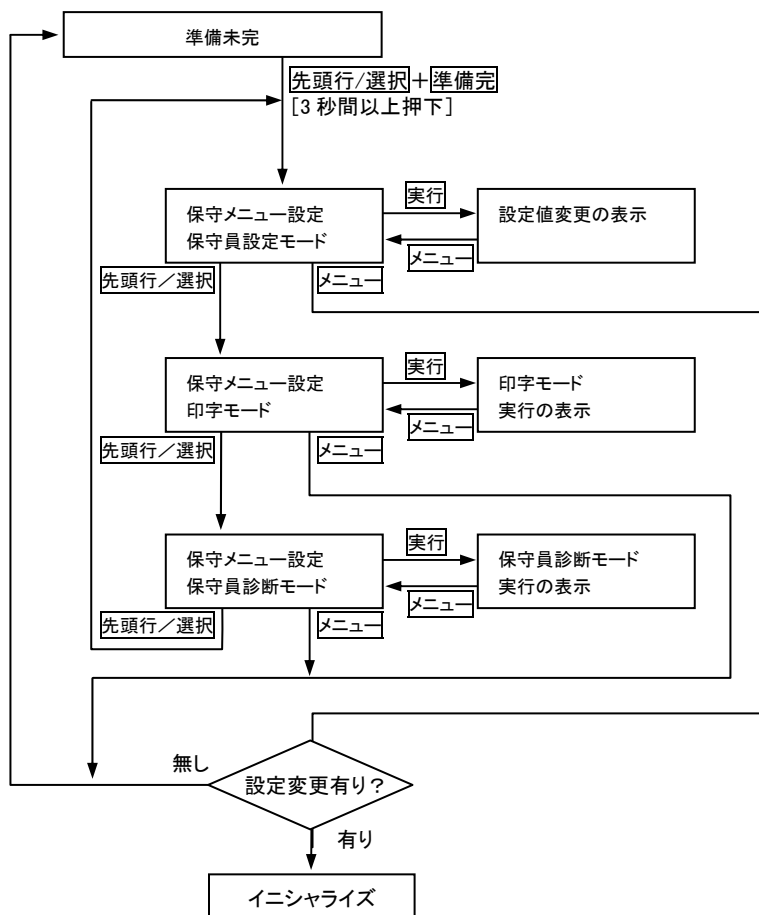 準備未完
先頭行/選択＋準備完
［3 秒間以上押下］
実行
保守メニュー設定
保守員設定モード
設定値変更の表示
メニュー
先頭行／選択
メニュー
実行
保守メニュー設定
印字モード
印字モード
実行の表示
メニュー
先頭行／選択
メニュー
実行
保守メニュー設定
保守員診断モード
保守員診断モード
実行の表示
メニュー
先頭行／選択
メニュー
無し
設定変更有り？
有り
イニシャライズ